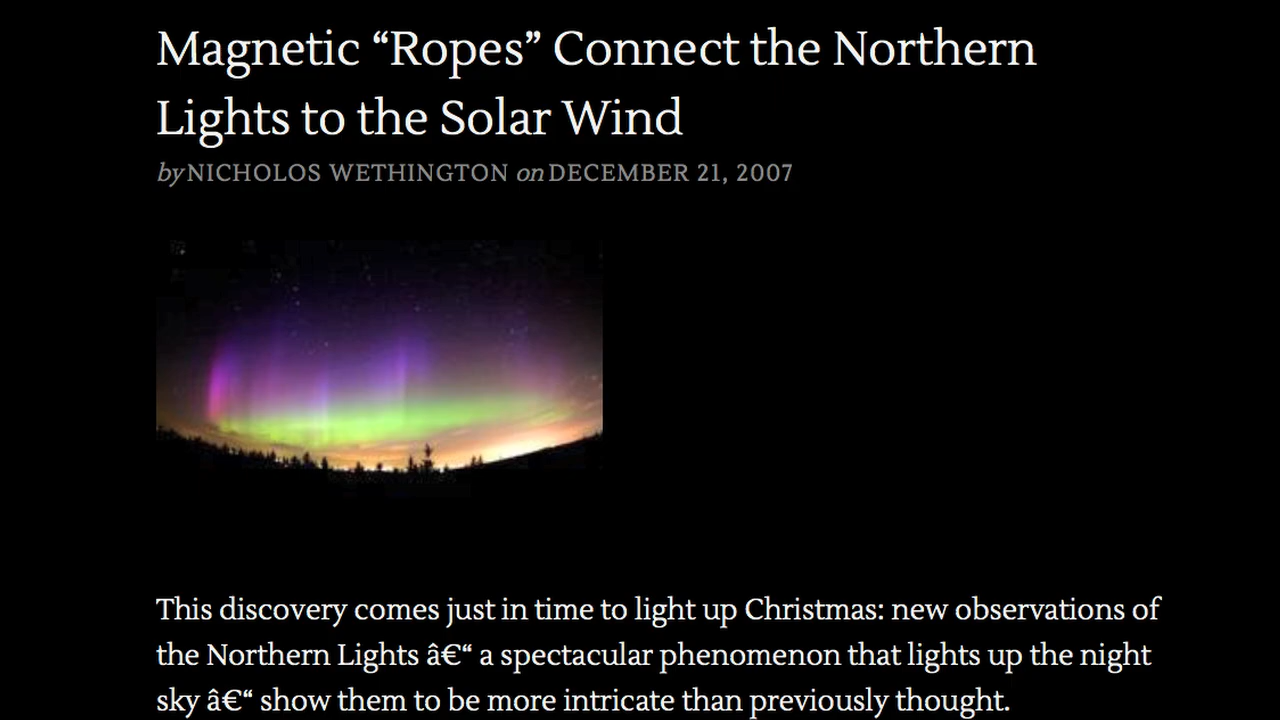 Magnetic “Ropes” Connect the Northern
Lights to the Solar Wind
by NICHOLOS WETHINGTON on DECEMBER 21, 2007
This discovery comes just in time to light up Christmas: new observations of
the Northern Lights â€“ a spectacular phenomenon that lights up the night
sky â€“ show them to be more intricate than previously thought.